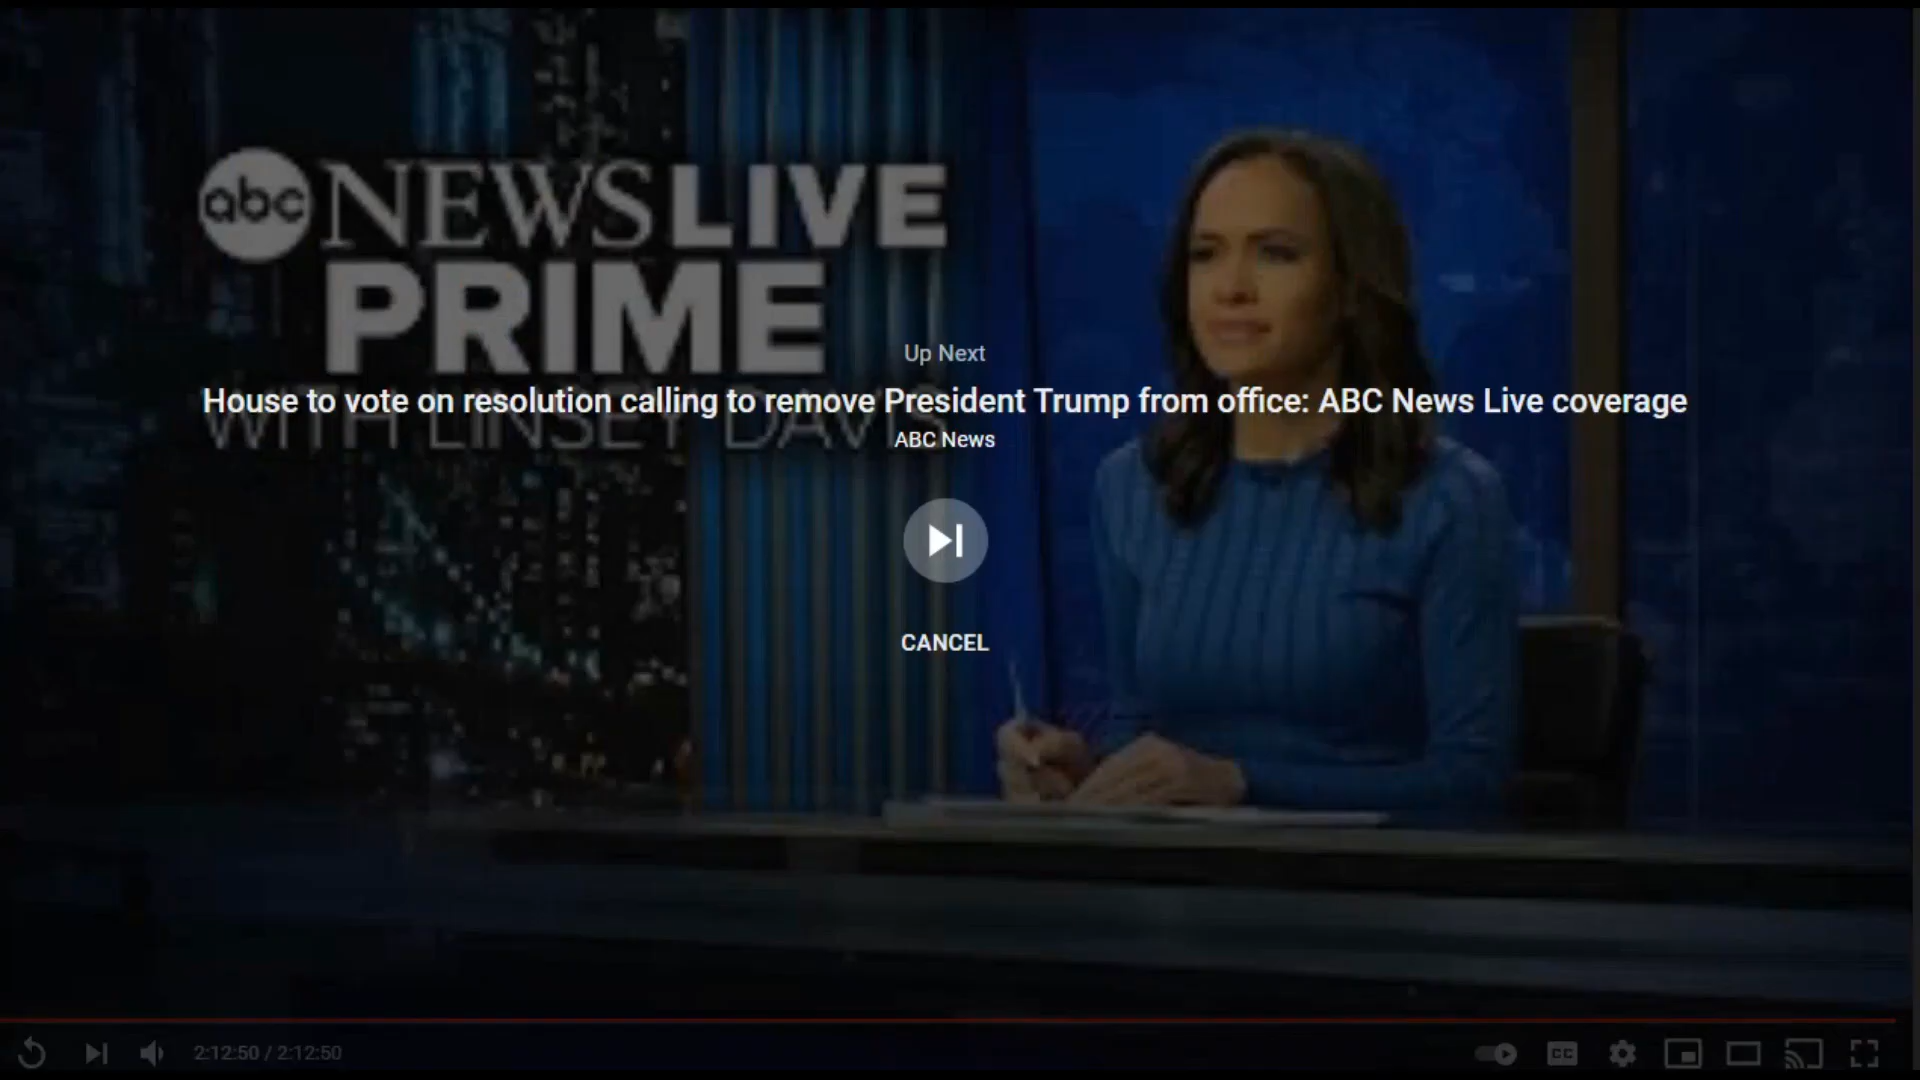 abc NEWS LIVE
PRIME
Up Next
House to vote on resolution calling to remove President Trump from office: ABC News Live coverage
WITH LINSEY DAVIS
ABC News
CANCEL
2:12:50 / 2:12:50
CC